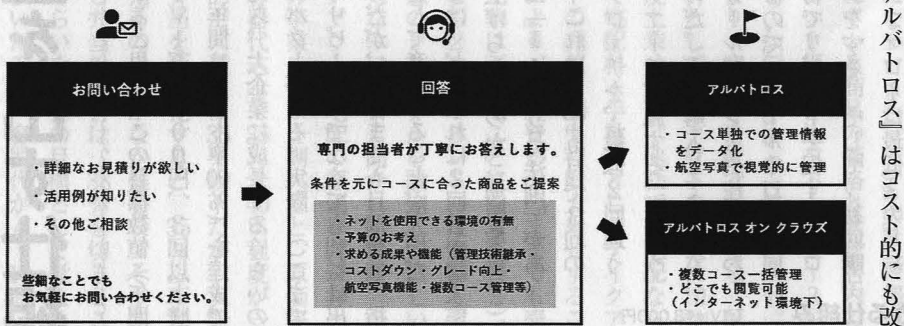 お問い合わせ
・詳細なお見積りが欲しい
・活用例が知りたい
・その他ご相談
些細なことでも
お気軽にお問い合わせください。
回答
専門の担当者が丁寧にお答えします。
条件を元にコースに合った商品をご提案
・ネットを使用できる環境の有無
・予算のお考え
・求める成果や機能（管理技術継承・
コストダウン・グレード向上・
航空写真機能・複数コース管理等）
アルバトロス
・コース単独での管理情報
をデータ化
・航空写真で視覚的に管理
アルバトロス オン クラウズ
・複数コース一括管理
・どこでも閲覧可能
（インターネット環境下）
アルバトロス』はコスト的にも改